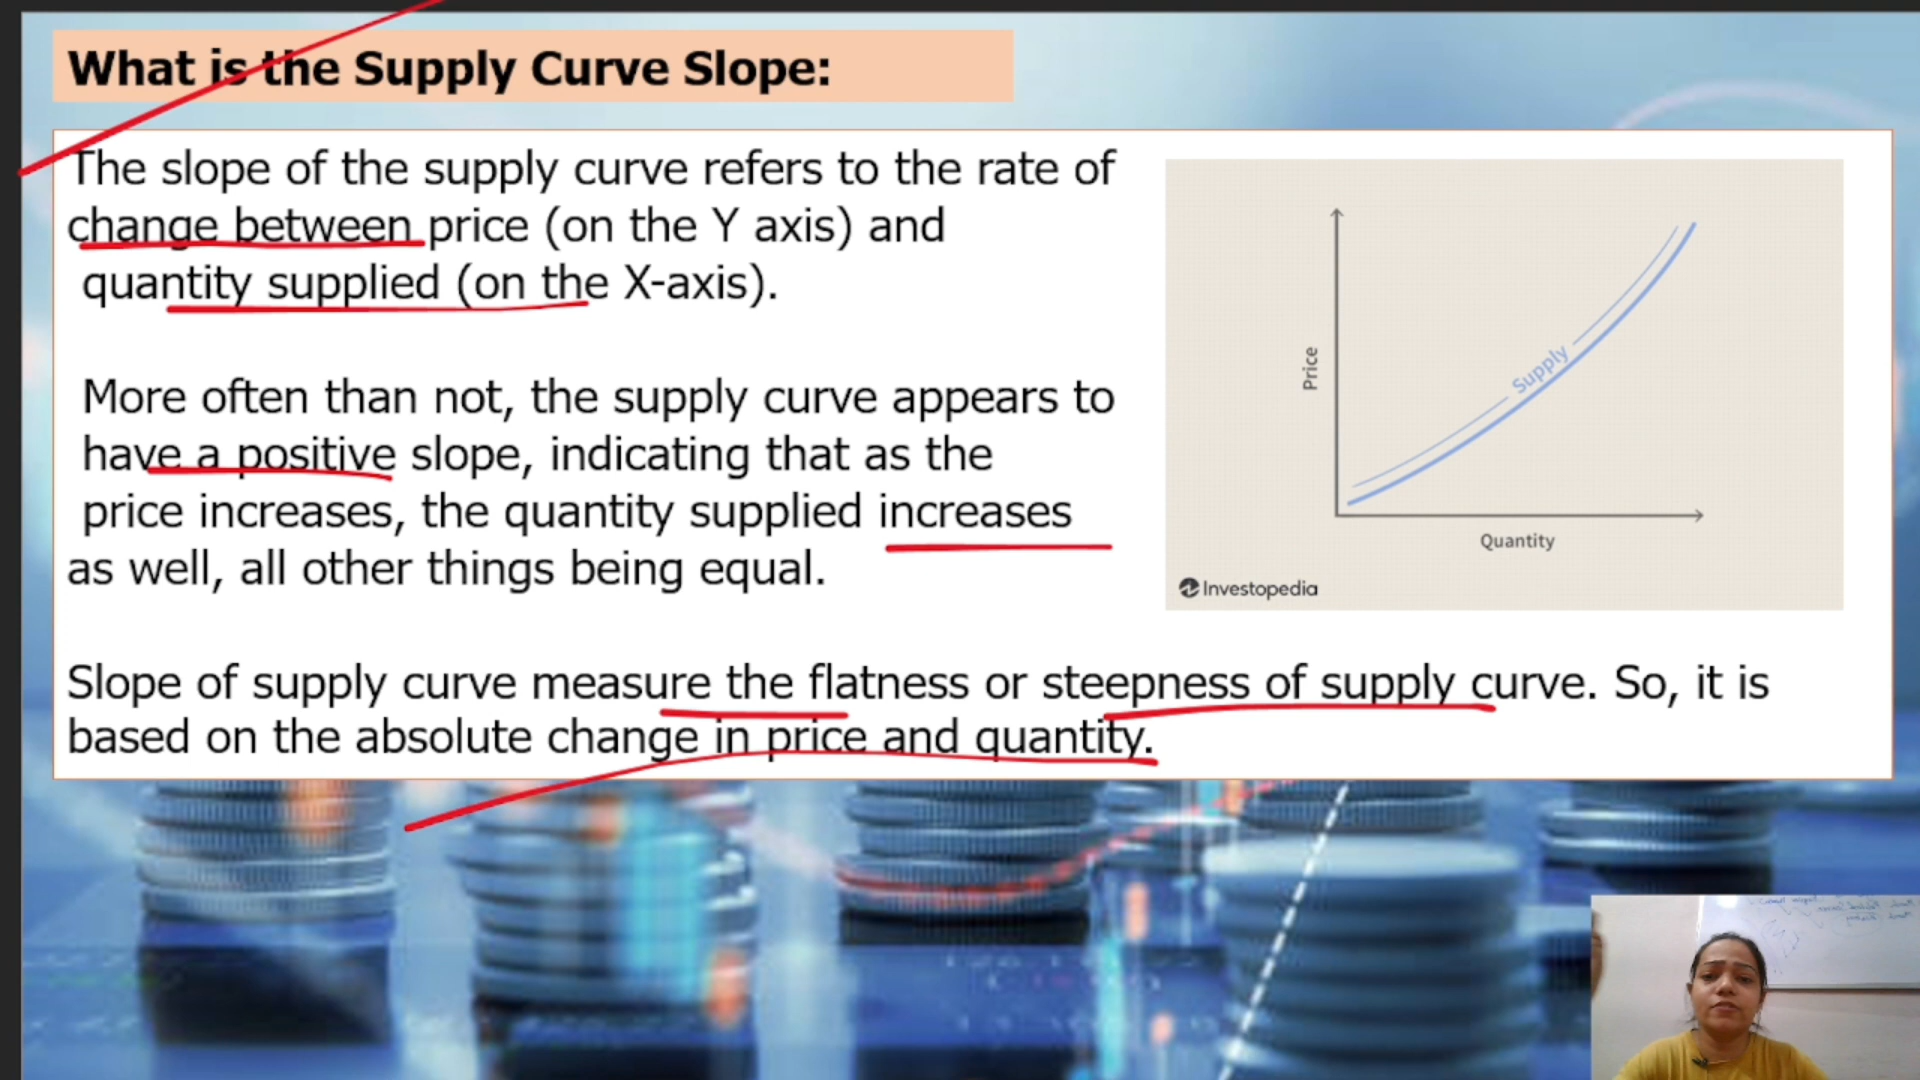 What is the Supply Curve Slope:
The slope of the supply curve refers to the rate of
change between price (on the Y axis) and
quantity supplied (on the X-axis).
More often than not, the supply curve appears to
have a positive slope, indicating that as the
price increases, the quantity supplied increases
as well, all other things being equal.
Slope of supply curve measure the flatness or steepness of supply curve. So, it is
based on the absolute change in price and quantity.
Price
Supply
Quantity
Investopedia